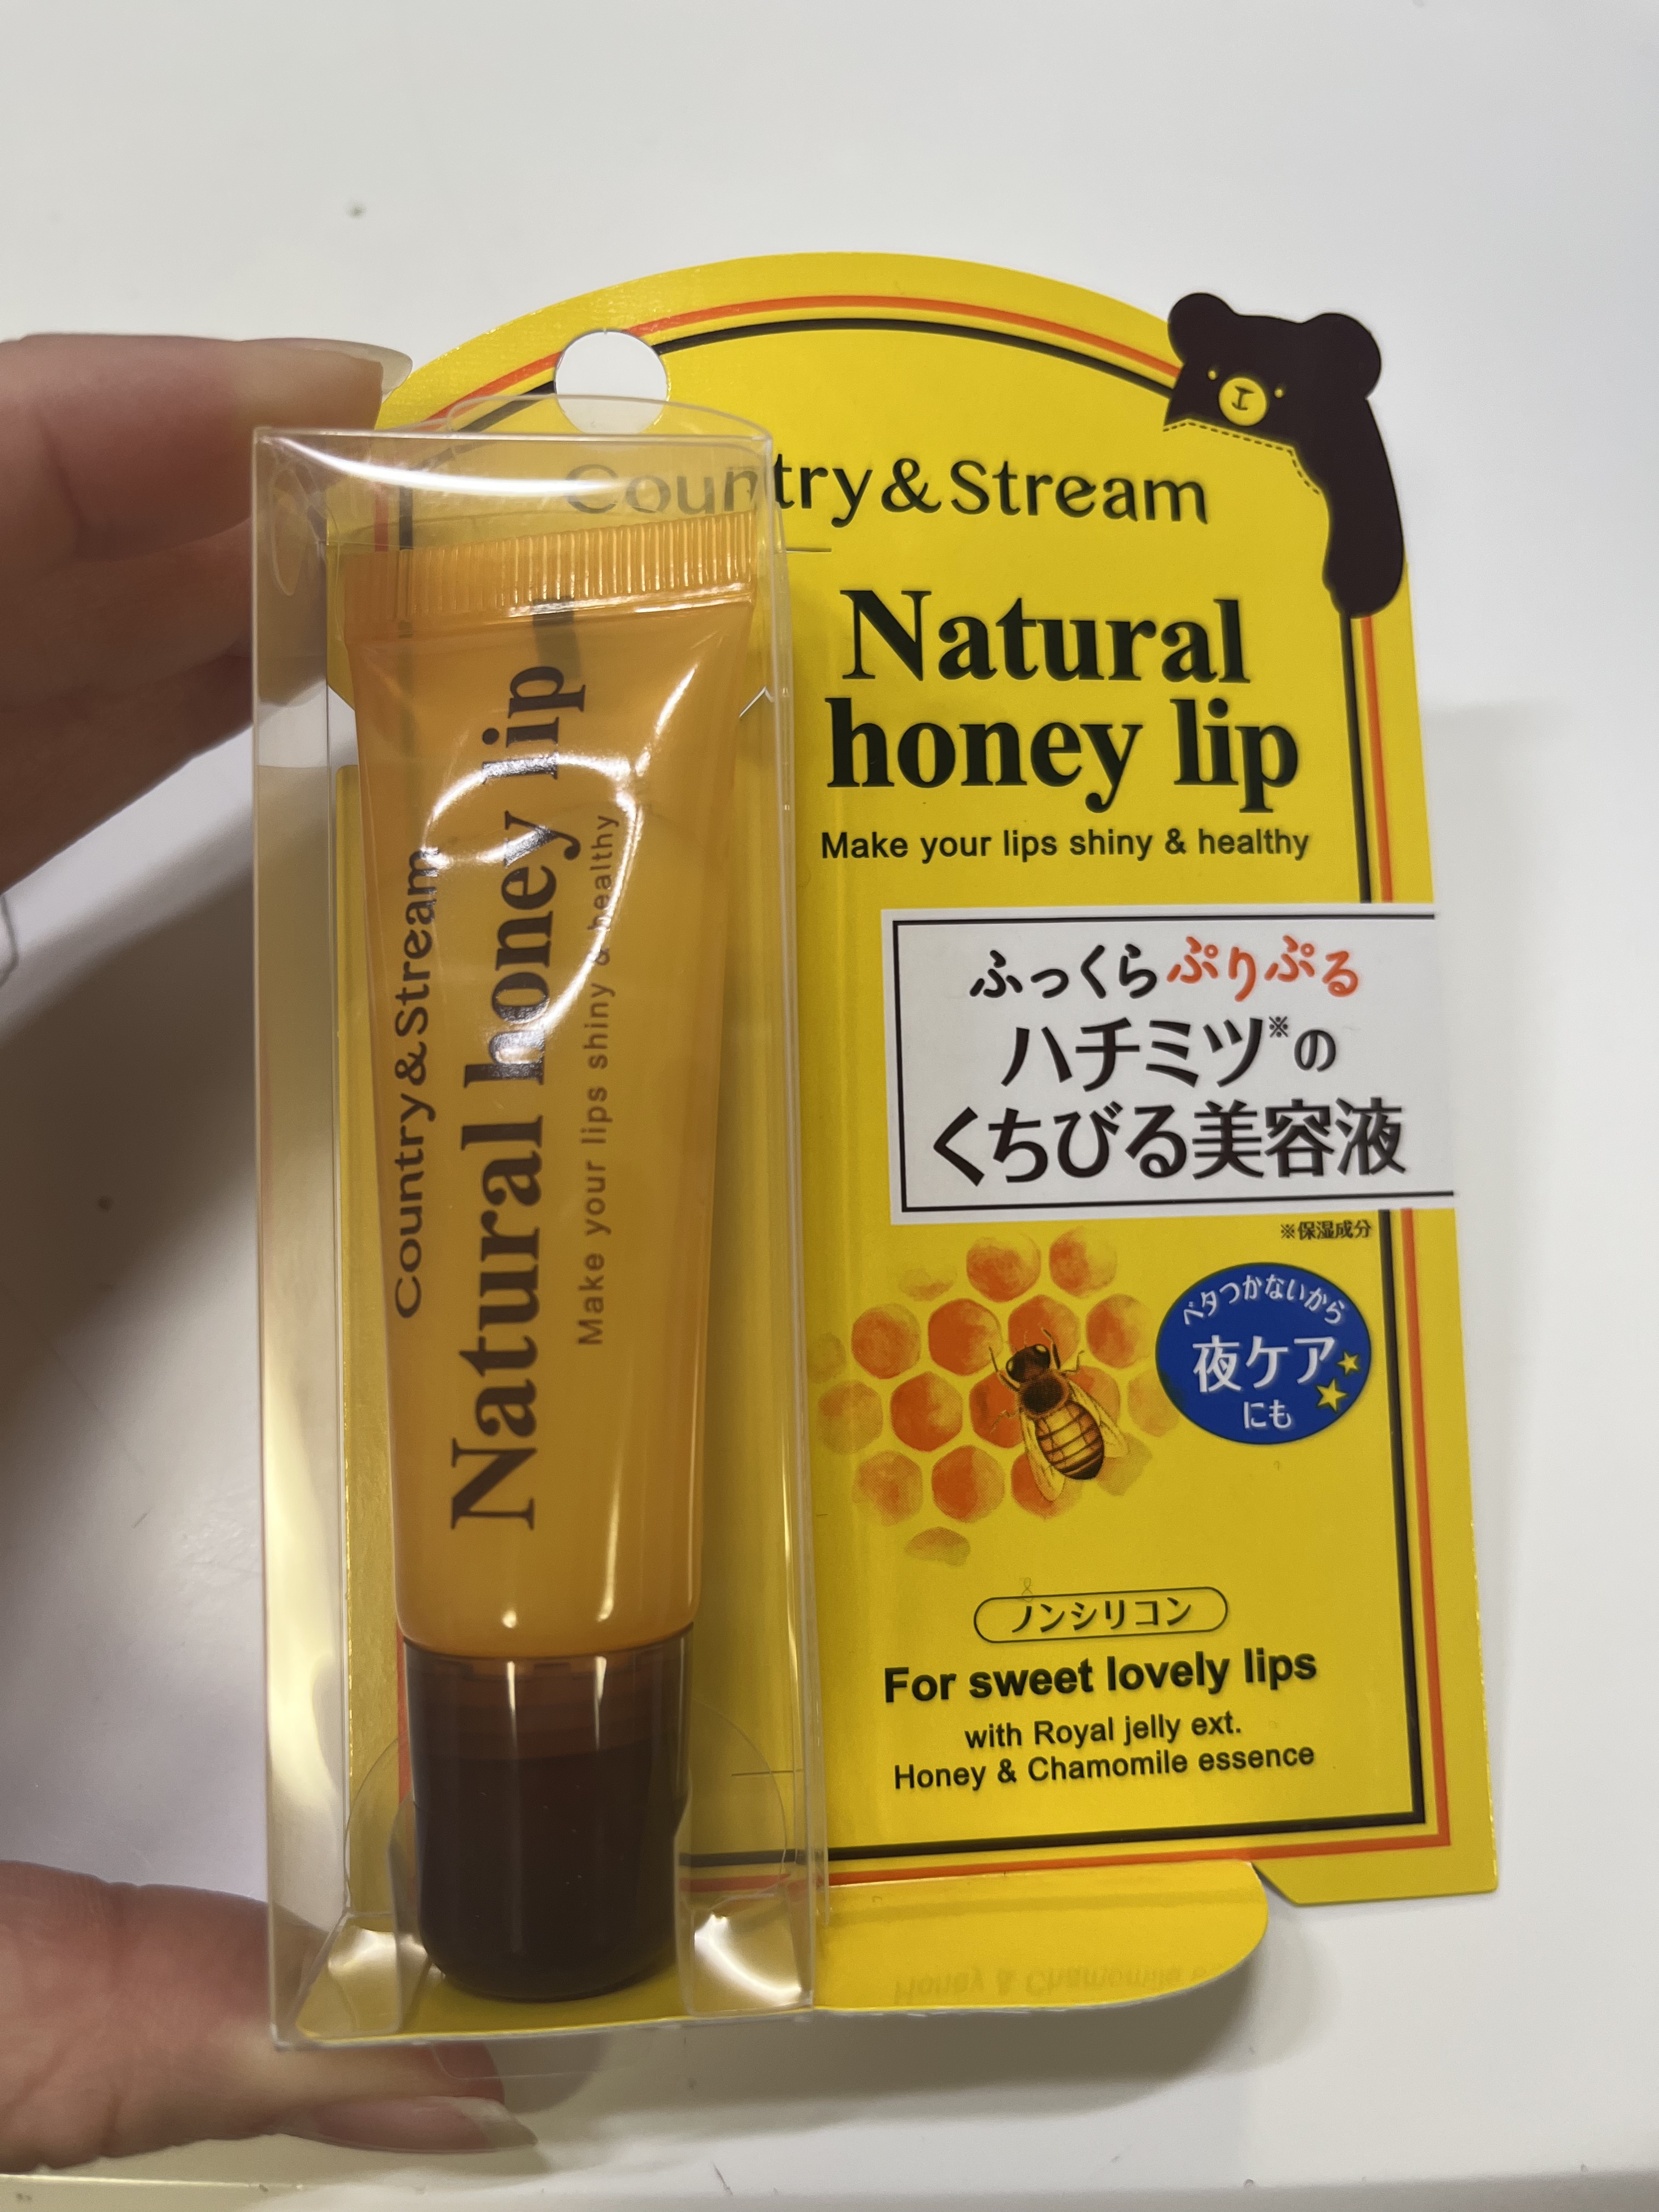 Country&Stream
Natural
honey lip
Make your lips shiny & healthy
ふっくらぷりぷる
ハチミツ※の
くちびる美容液
※保湿成分
ベタつかないから
夜ケア
にも
ノンシリコン
For sweet lovely lips
with Royal jelly ext.
Honey & Chamomile essence
Country&Stream
Natural honey lip
Make your lips shiny & healthy